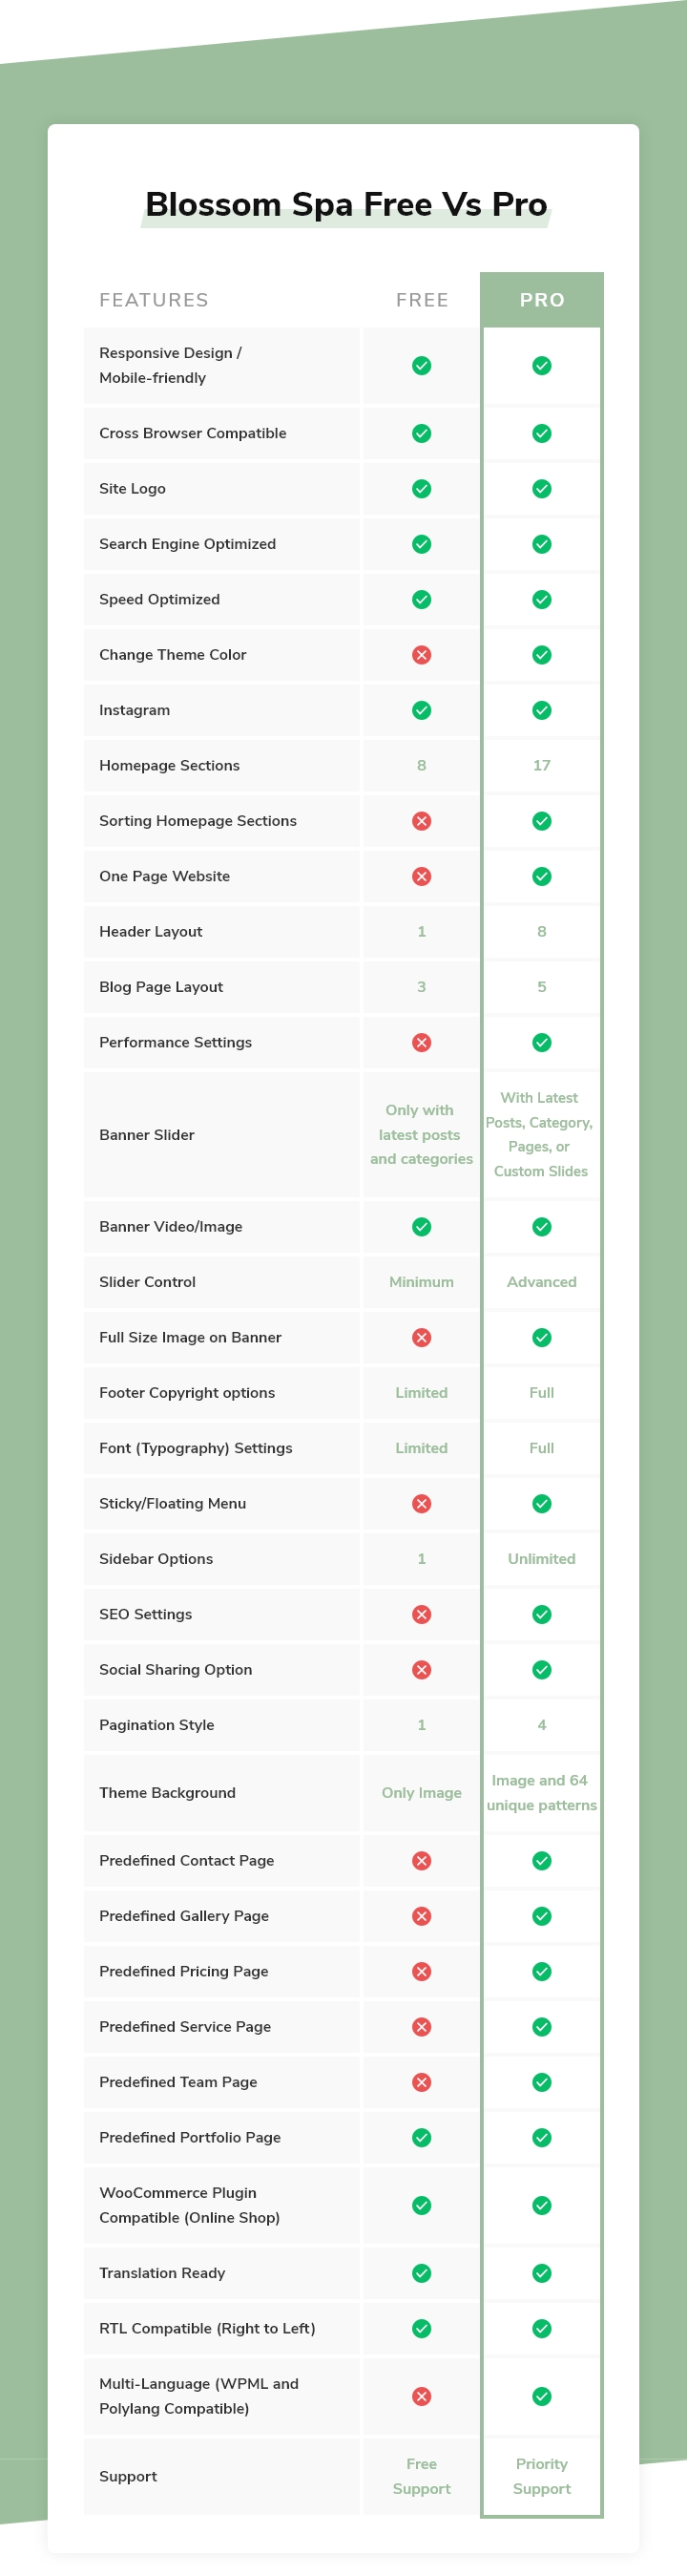 Blossom Spa Free Vs Pro
FEATURES FREE PRO
Responsive Design /
Mobile-friendly
Cross Browser Compatible
Site Logo
Search Engine Optimized
Speed Optimized
Change Theme Color
Instagram
Homepage Sections 8 17
Sorting Homepage Sections
One Page Website
Header Layout 1 8
Blog Page Layout 3 5
Performance Settings
Banner Slider
Only with
latest posts
and categories
With Latest
Posts, Category,
Pages, or
Custom Slides
Banner Video/Image
Slider Control Minimum Advanced
Full Size Image on Banner
Footer Copyright options Limited Full
Font (Typography) Settings Limited Full
Sticky/Floating Menu
Sidebar Options 1 Unlimited
SEO Settings
Social Sharing Option
Pagination Style 1 4
Theme Background Only Image
Image and 64
unique patterns
Predefined Contact Page
Predefined Gallery Page
Predefined Pricing Page
Predefined Service Page
Predefined Team Page
Predefined Portfolio Page
WooCommerce Plugin
Compatible (Online Shop)
Translation Ready
RTL Compatible (Right to Left)
Multi-Language (WPML and
Polylang Compatible)
Support
Free
Support
Priority
Support